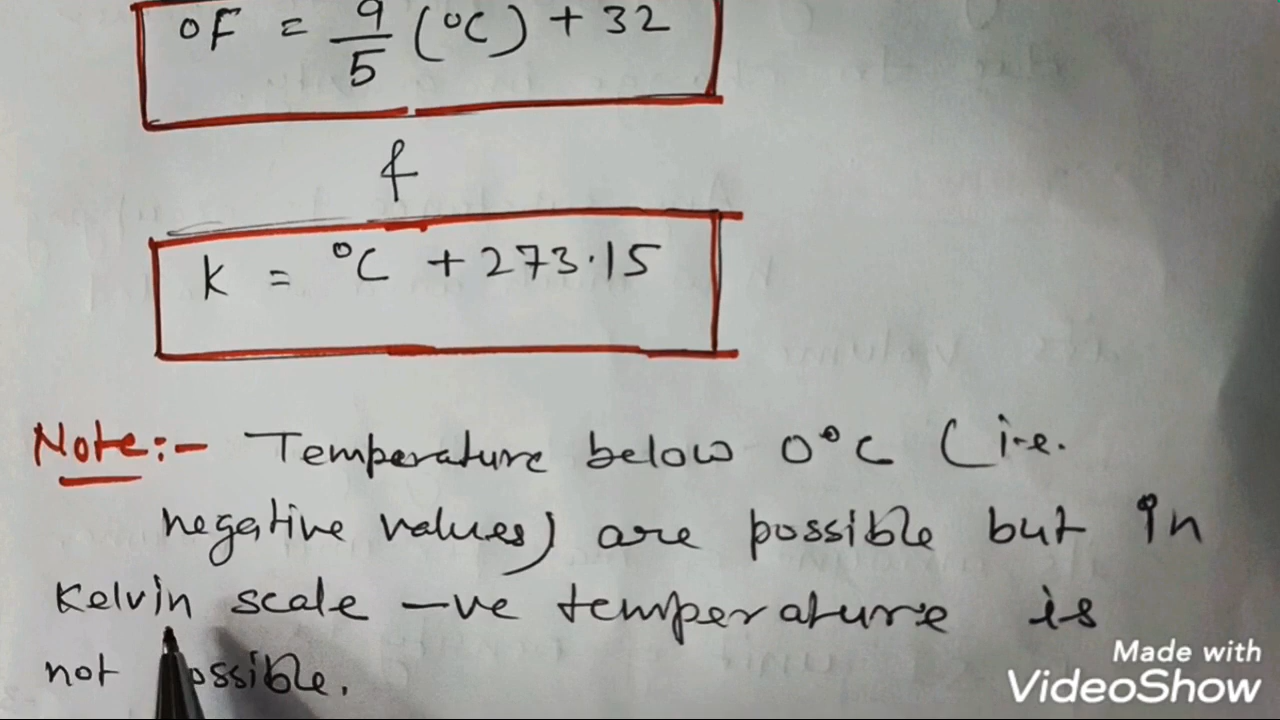 °F = 9/5 (°C) + 32
&
K = °C + 273.15
Note:- Temperature below 0°C (i.e.
negative values) are possible but in
Kelvin scale -ve temperature is
not possible.
Made with
VideoShow